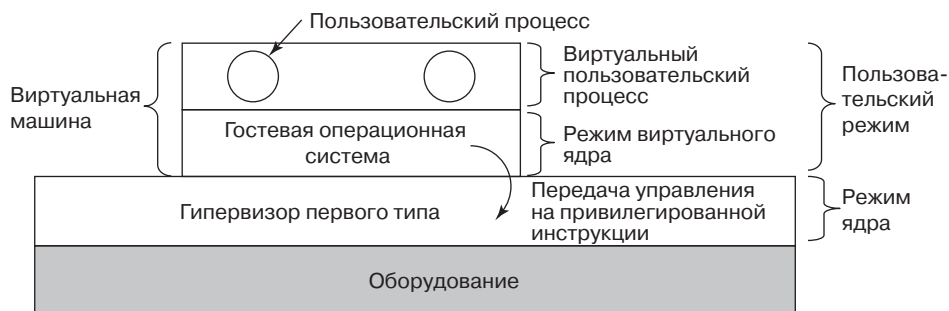 Пользовательский процесс
Виртуальный
пользовательский
процесс
Пользова-
тельский
режим
Виртуальная
машина
Гостевая операционная
система
Режим виртуального
ядра
Гипервизор первого типа
Передача управления
на привилегированной
инструкции
Режим
ядра
Оборудование